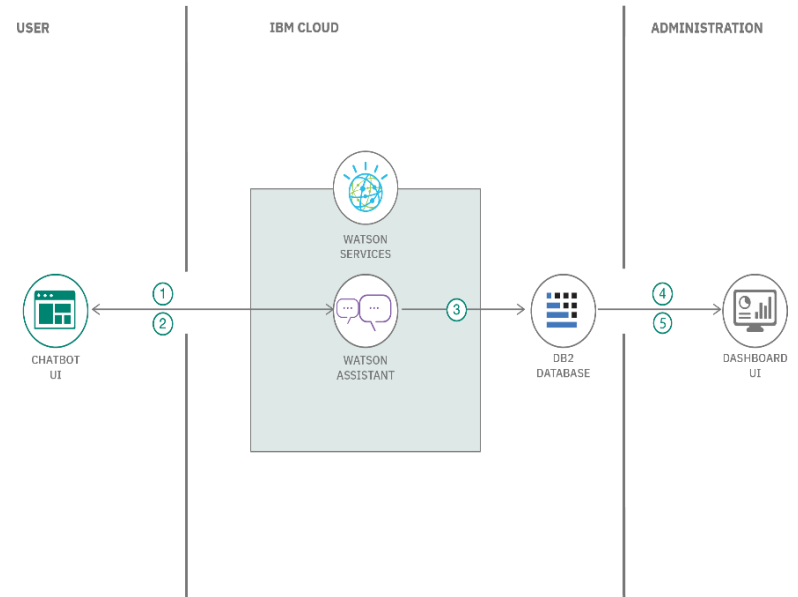 USER
IBM CLOUD
ADMINISTRATION
WATSON
SERVICES
1
2
3
4
5
CHATBOT
UI
WATSON
ASSISTANT
DB2
DATABASE
DASHBOARD
UI